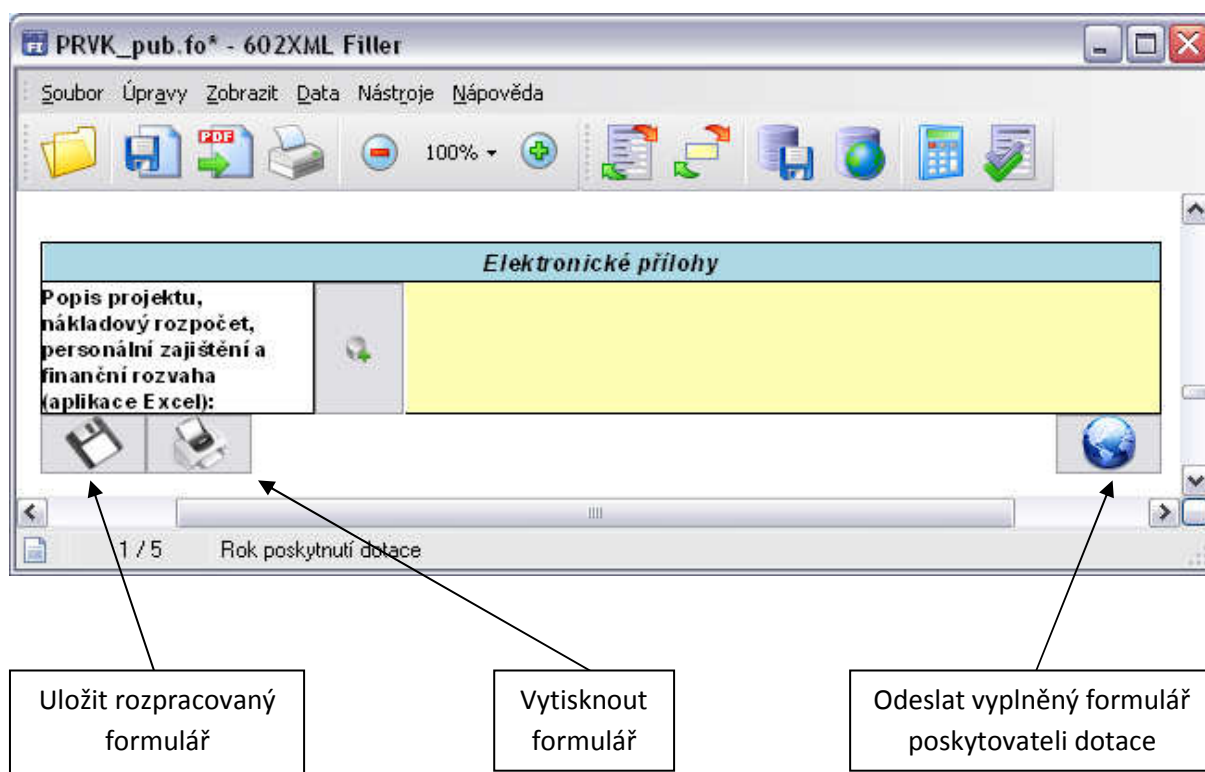 PRVK_pub.fo* - 602XML Filler
Soubor Úpravy Zobrazit Data Nástroje Nápověda
PDF
100%
Elektronické přílohy
Popis projektu,
nákladový rozpočet,
personální zajištění a
finanční rozvaha
(aplikace Excel):
1 / 5 Rok poskytnutí dotace
Uložit rozpracovaný
formulář
Vytisknout
formulář
Odeslat vyplněný formulář
poskytovateli dotace